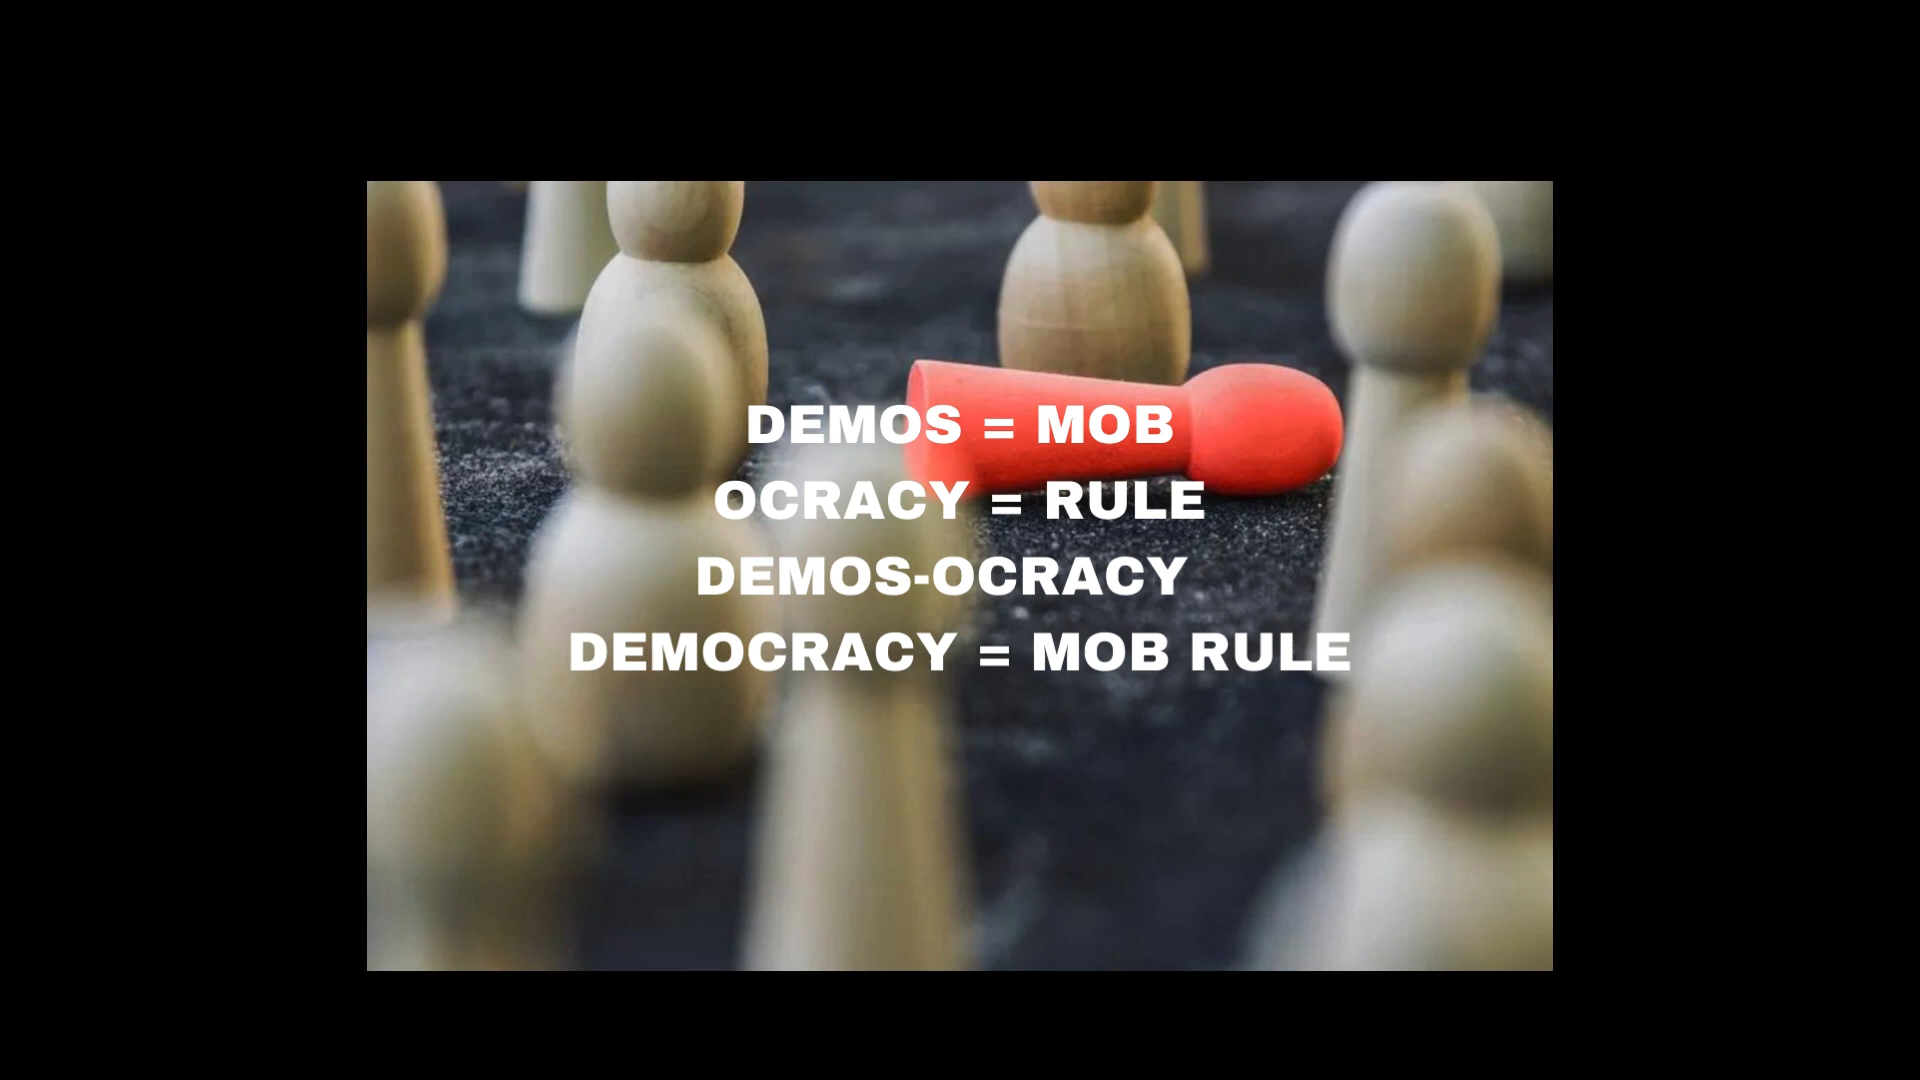 DEMOS = MOB
OCRACY = RULE
DEMOS-OCRACY
DEMOCRACY = MOB RULE